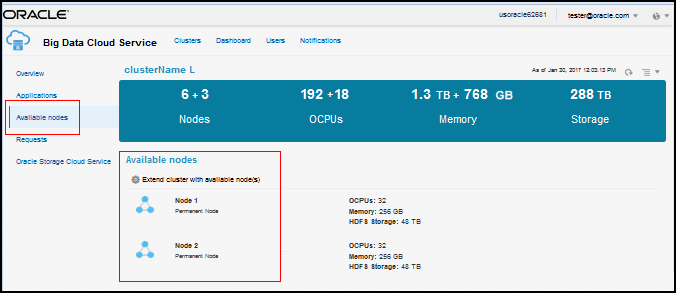 ORACLE
usoracle62681
tester@oracle.com
Big Data Cloud Service
Clusters
Dashboard
Users
Notifications
Overview
Applications
Available nodes
Requests
Oracle Storage Cloud Service
clusterName L
As of Jan 30, 2017 12:03:13 PM
6 + 3
192 +18
1.3 TB + 768 GB
288 TB
Nodes
OCPUs
Memory
Storage
Available nodes
Extend cluster with available node(s)
Node 1
Permanent Node
OCPUs: 32
Memory: 256 GB
HDFS Storage: 48 TB
Node 2
Permanent Node
OCPUs: 32
Memory: 256 GB
HDFS Storage: 48 TB